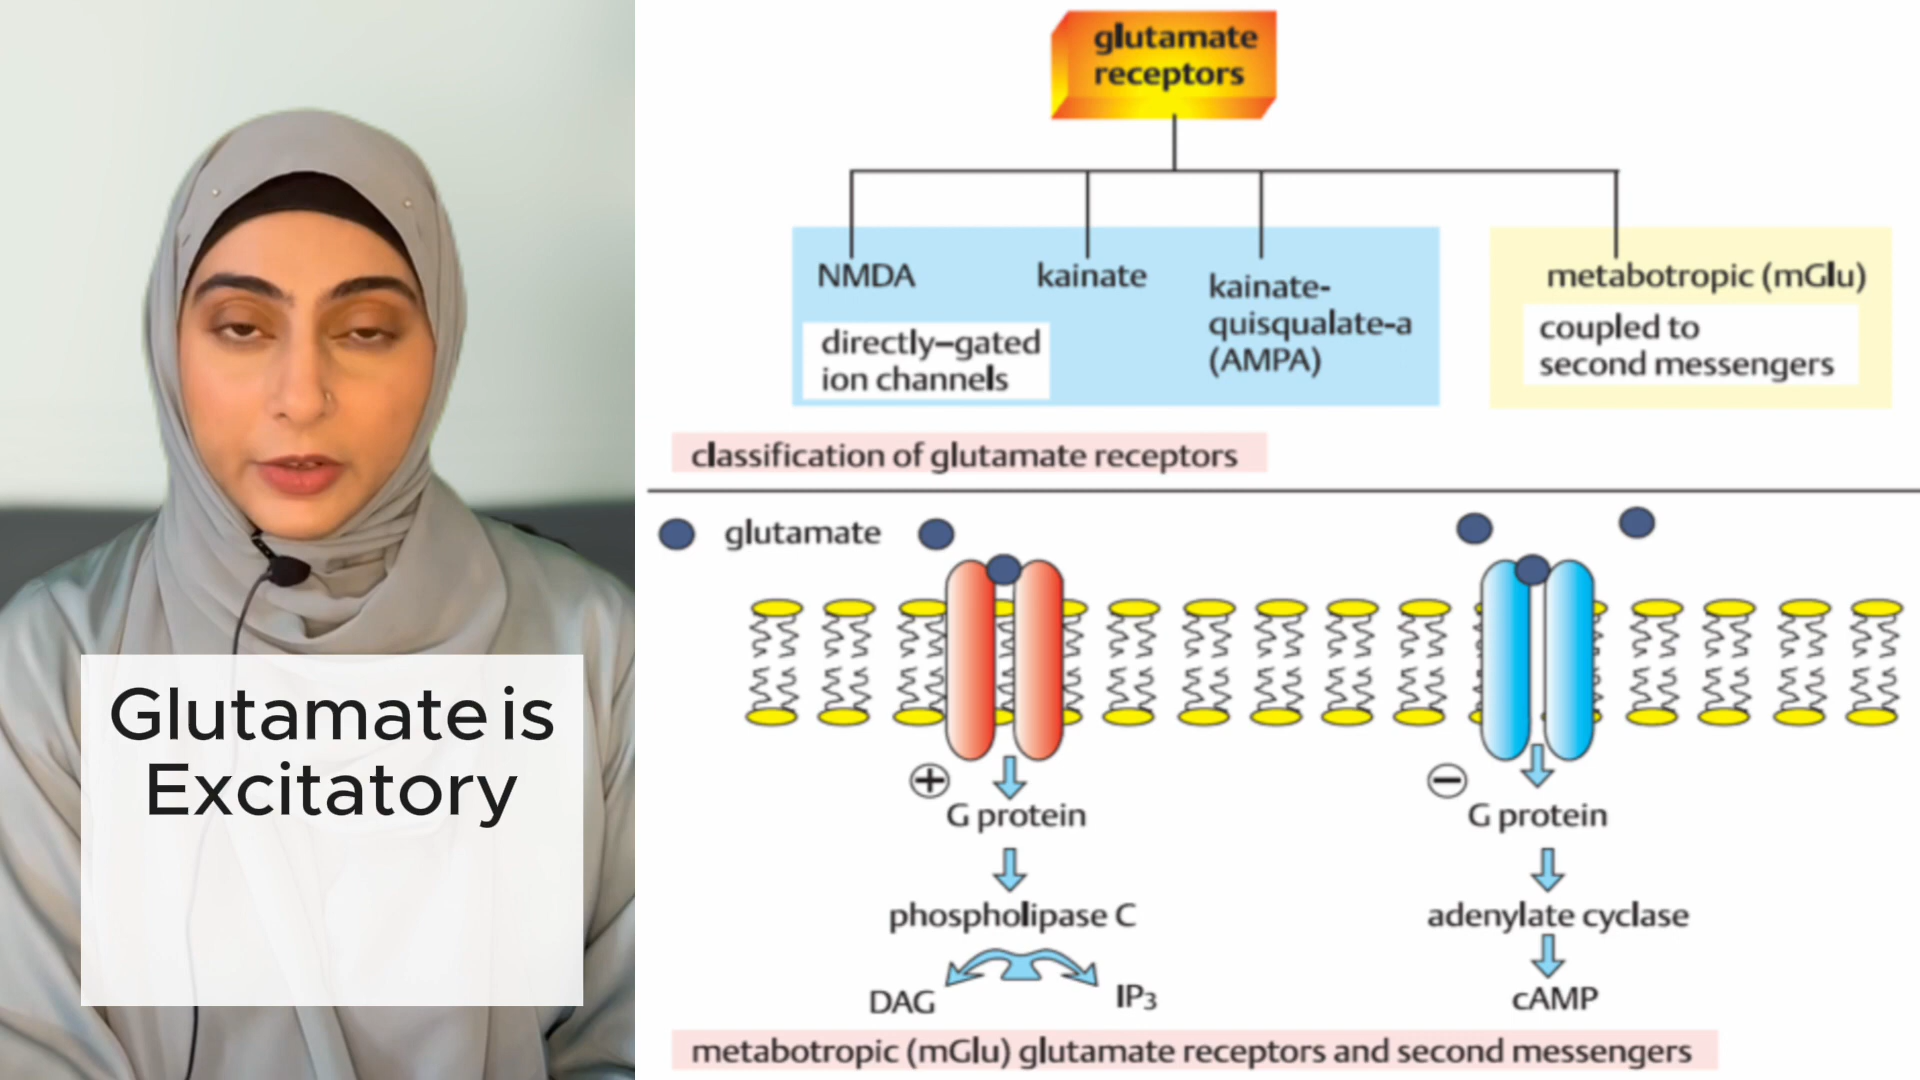 Glutamate is
Excitatory
glutamate
receptors
NMDA
kainate
kainate-
quisqualate-a
(AMPA)
directly–gated
ion channels
metabotropic (mGlu)
coupled to
second messengers
classification of glutamate receptors
glutamate
+
G protein
phospholipase C
DAG
IP3
−
G protein
adenylate cyclase
cAMP
metabotropic (mGlu) glutamate receptors and second messengers